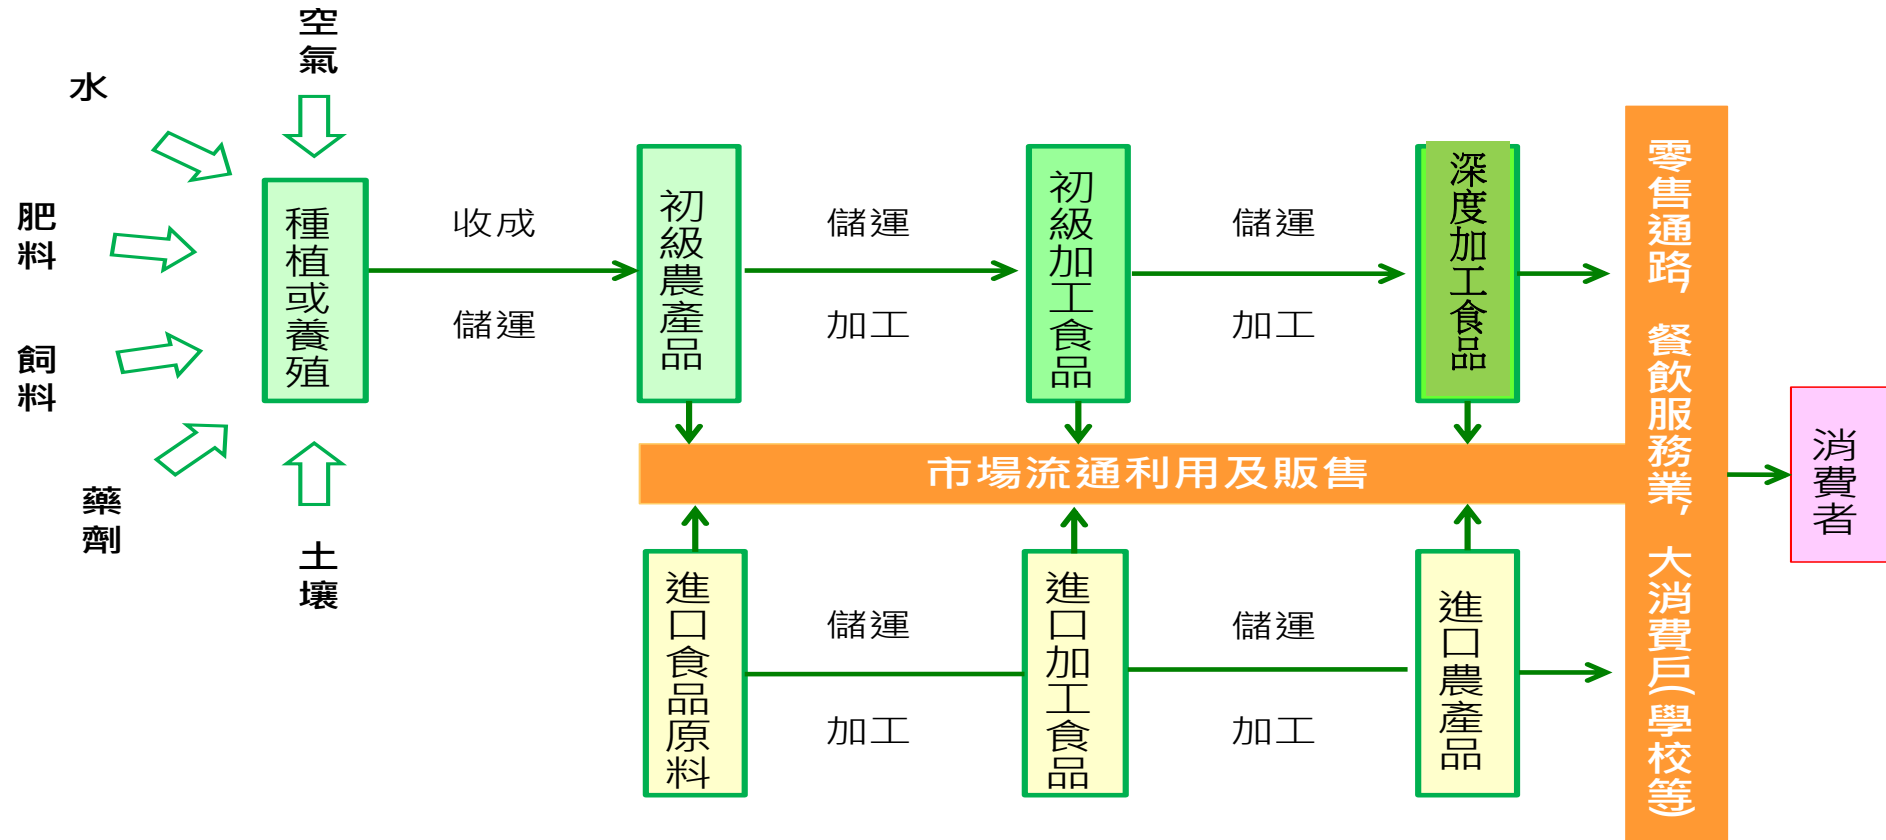 空氣
水
肥料
飼料
藥劑
土壤
種植或養殖
收成
儲運
初級農產品
儲運
加工
初級加工食品
儲運
加工
深度加工食品
市場流通利用及販售
進口食品原料
儲運
加工
進口加工食品
儲運
加工
進口農產品
零售通路, 餐飲服務業, 大消費戶(學校等)
消費者